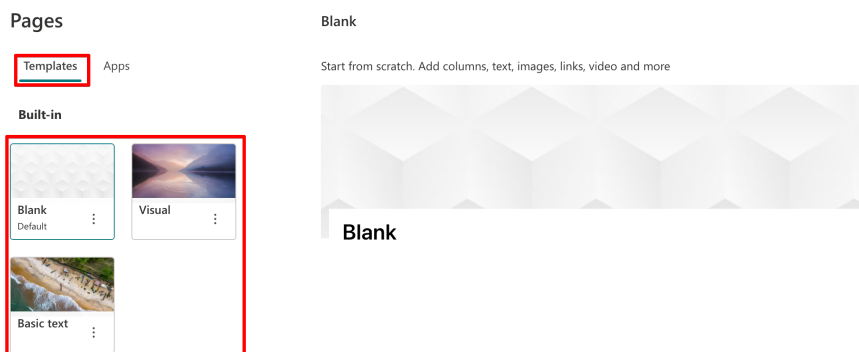 Pages
Templates
Apps
Built-in
Blank
Default
Visual
Basic text
Blank
Start from scratch. Add columns, text, images, links, video and more
Blank